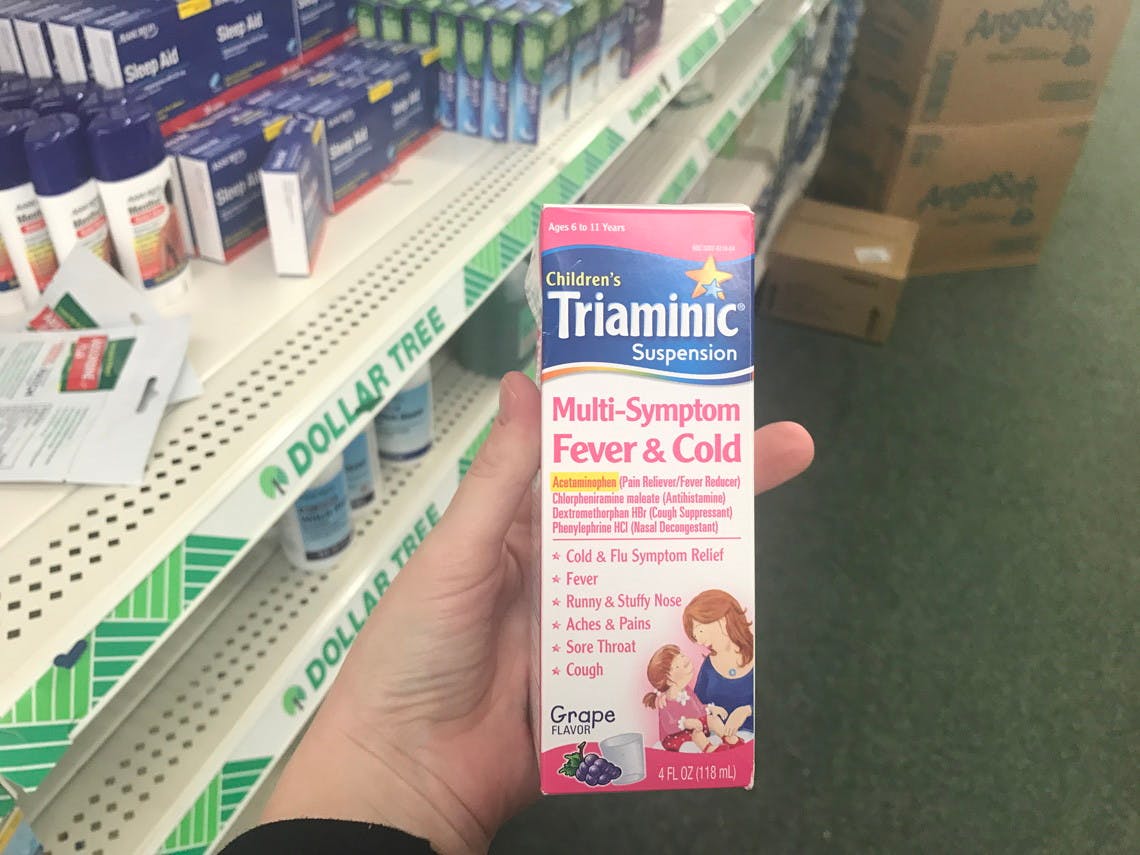 Sleep Aid
Sleep Aid
Sleep Aid
Sleep Aid
AngelSoft
AngelSoft
DOLLAR TREE
DOLLAR TREE
Ages 6 to 11 Years
Children's
Triaminic®
Suspension
Multi-Symptom
Fever & Cold
Acetaminophen (Pain Reliever/Fever Reducer)
Chlorpheniramine maleate (Antihistamine)
Dextromethorphan HBr (Cough Suppressant)
Phenylephrine HCl (Nasal Decongestant)
Cold & Flu Symptom Relief
Fever
Runny & Stuffy Nose
Aches & Pains
Sore Throat
Cough
Grape
FLAVOR
4 FL OZ (118 mL)